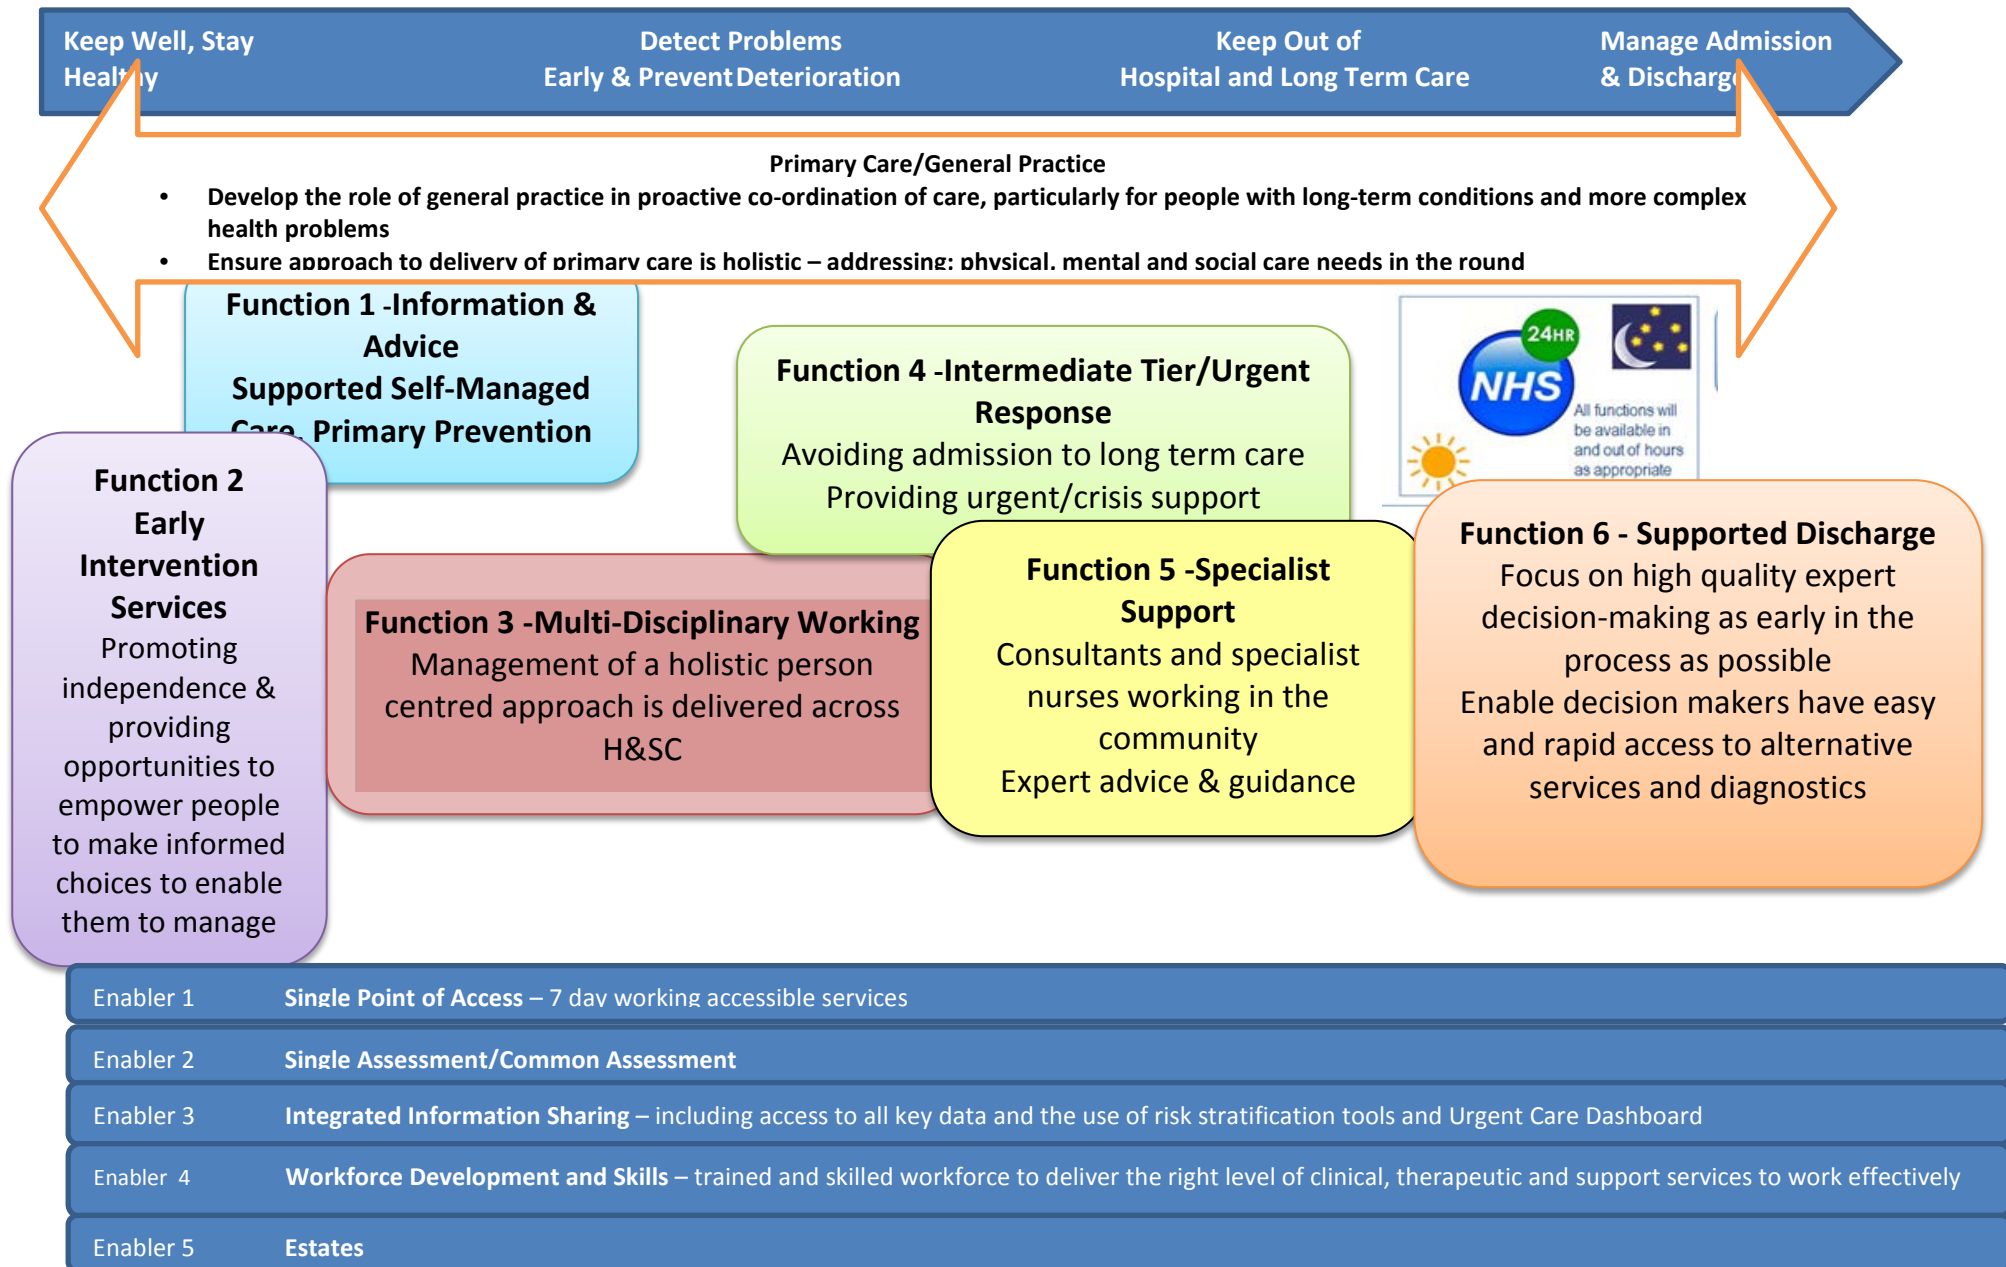 Keep Well, Stay
Healthy
Detect Problems
Early & Prevent Deterioration
Keep Out of
Hospital and Long Term Care
Manage Admission
& Discharge
Primary Care/General Practice
• Develop the role of general practice in proactive co-ordination of care, particularly for people with long-term conditions and more complex
health problems
• Ensure approach to delivery of primary care is holistic – addressing: physical, mental and social care needs in the round
Function 1 -Information &
Advice
Supported Self-Managed
Care, Primary Prevention
Function 2
Early
Intervention
Services
Promoting
independence &
providing
opportunities to
empower people
to make informed
choices to enable
them to manage
Function 3 -Multi-Disciplinary Working
Management of a holistic person
centred approach is delivered across
H&SC
Function 4 -Intermediate Tier/Urgent
Response
Avoiding admission to long term care
Providing urgent/crisis support
Function 5 -Specialist
Support
Consultants and specialist
nurses working in the
community
Expert advice & guidance
24HR
NHS
All functions will
be available in
and out of hours
as appropriate
Function 6 - Supported Discharge
Focus on high quality expert
decision-making as early in the
process as possible
Enable decision makers have easy
and rapid access to alternative
services and diagnostics
Enabler 1 Single Point of Access – 7 day working accessible services
Enabler 2 Single Assessment/Common Assessment
Enabler 3 Integrated Information Sharing – including access to all key data and the use of risk stratification tools and Urgent Care Dashboard
Enabler 4 Workforce Development and Skills – trained and skilled workforce to deliver the right level of clinical, therapeutic and support services to work effectively
Enabler 5 Estates